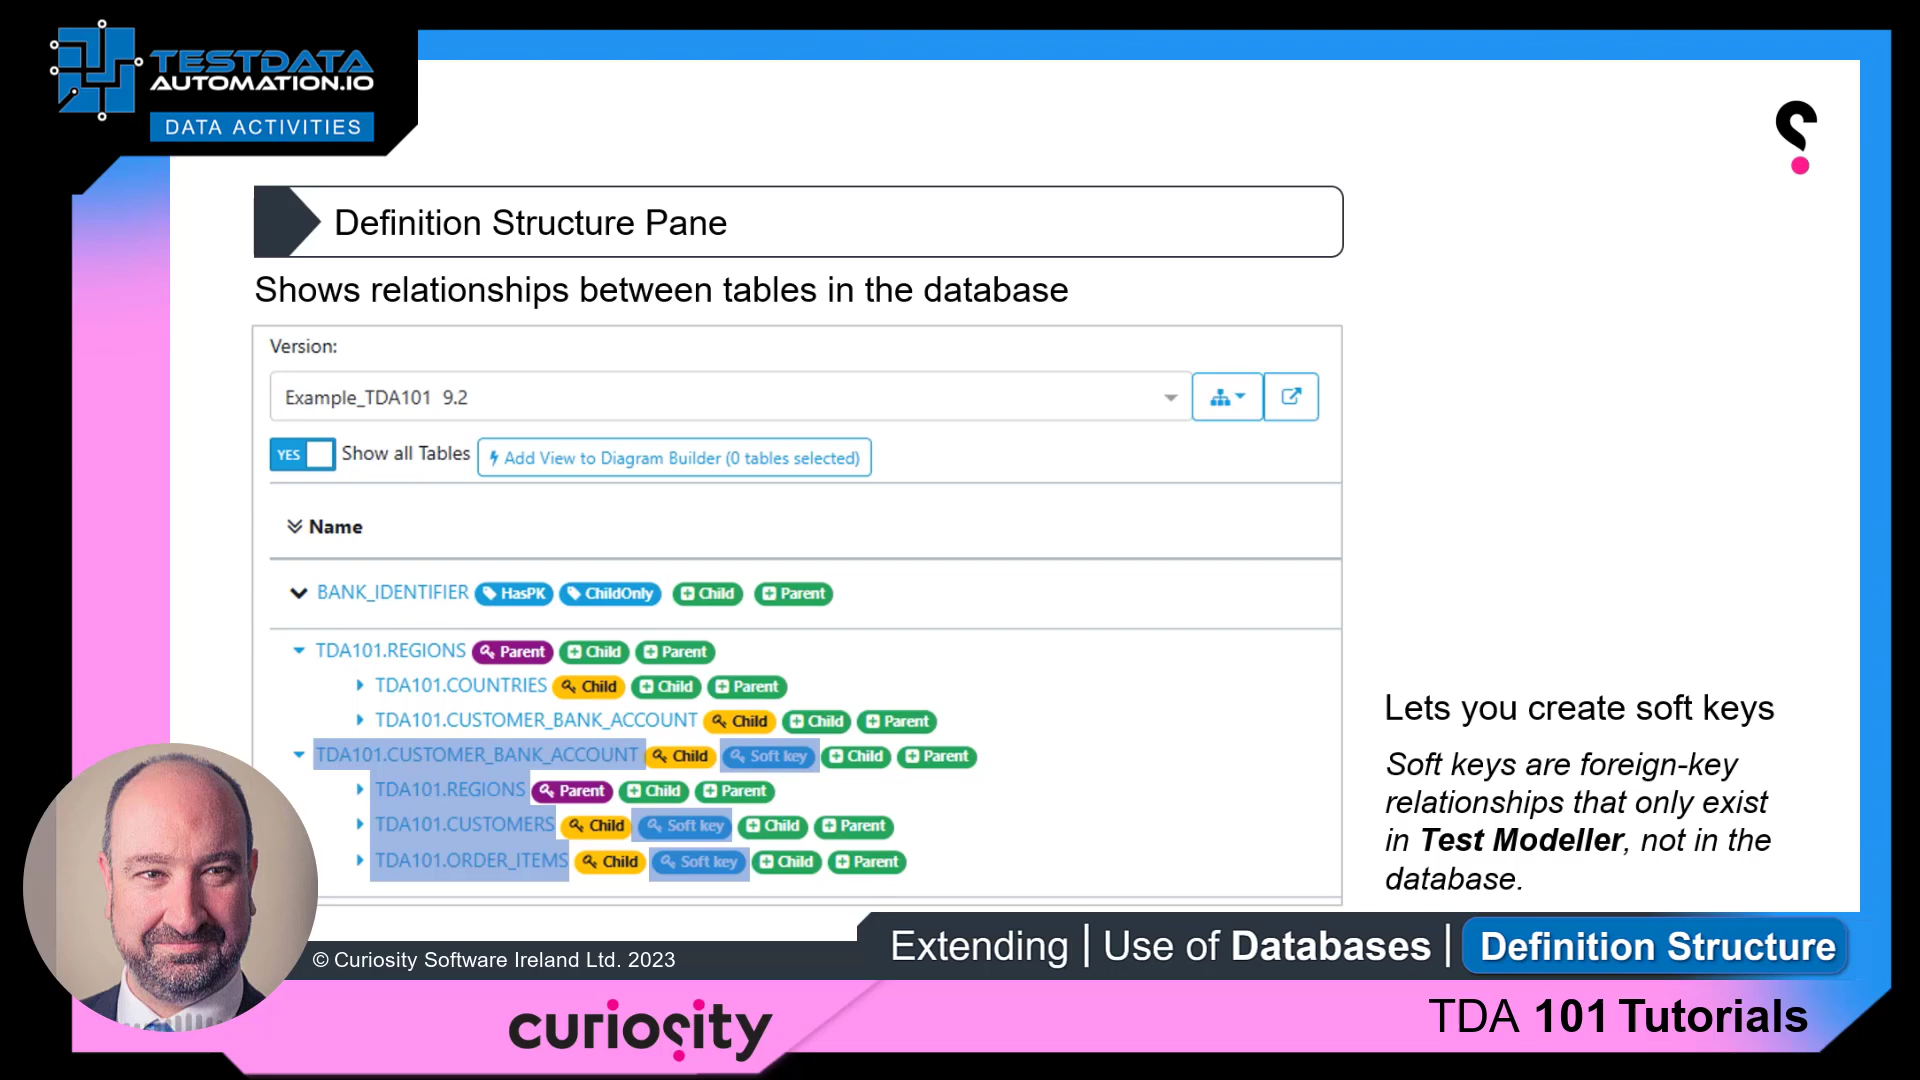 TESTDATA
AUTOMATION.IO
DATA ACTIVITIES
Definition Structure Pane
Shows relationships between tables in the database
Version:
Example_TDA101 9.2
YES Show all Tables Add View to Diagram Builder (0 tables selected)
Name
BANK_IDENTIFIER HasPK ChildOnly Child Parent
TDA101.REGIONS Parent Child Parent
TDA101.COUNTRIES Child Child Parent
TDA101.CUSTOMER_BANK_ACCOUNT Child Child Parent
TDA101.CUSTOMER_BANK_ACCOUNT Child Soft key Child Parent
TDA101.REGIONS Parent Child Parent
TDA101.CUSTOMERS Child Soft key Child Parent
TDA101.ORDER_ITEMS Child Soft key Child Parent
Lets you create soft keys
Soft keys are foreign-key
relationships that only exist
in Test Modeller, not in the
database.
Extending | Use of Databases | Definition Structure
© Curiosity Software Ireland Ltd. 2023
curiosity
TDA 101 Tutorials